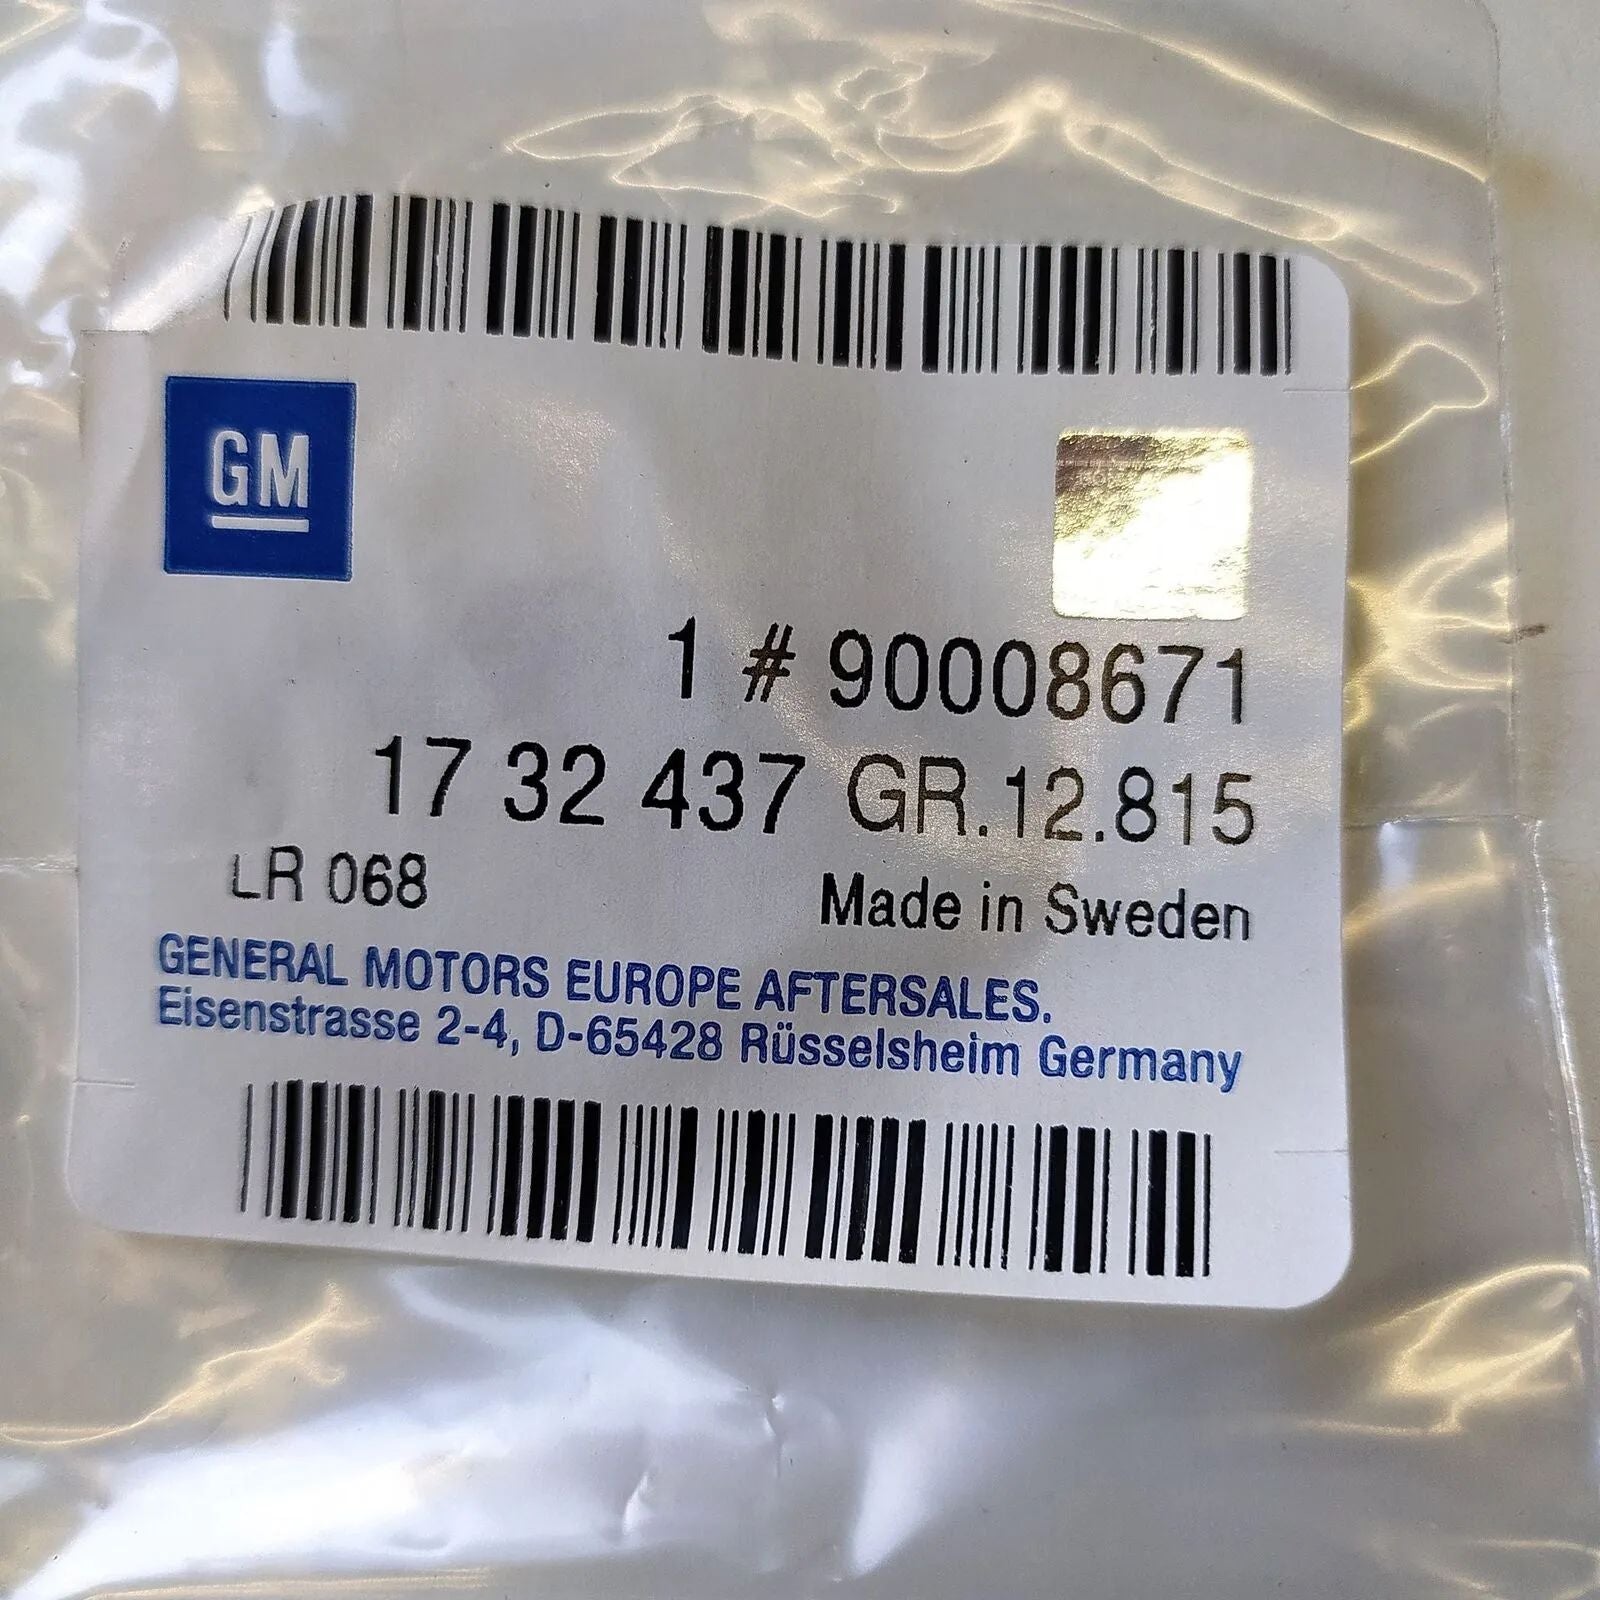 GM
1 # 90008671
17 32 437 GR.12.815
LR 068
Made in Sweden
GENERAL MOTORS EUROPE AFTERSALES.
Eisenstrasse 2-4, D-65428 Rüsselsheim Germany